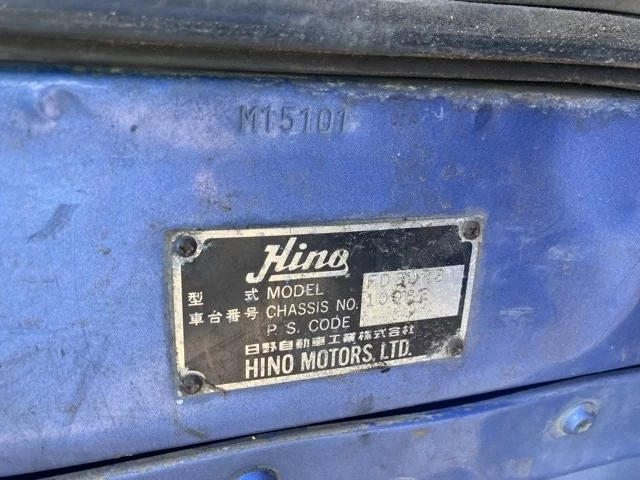 M15101
Hino
型 式 MODEL
車台番号 CHASSIS NO.
P. S. CODE
日野自動車工業株式会社
HINO MOTORS, LTD.